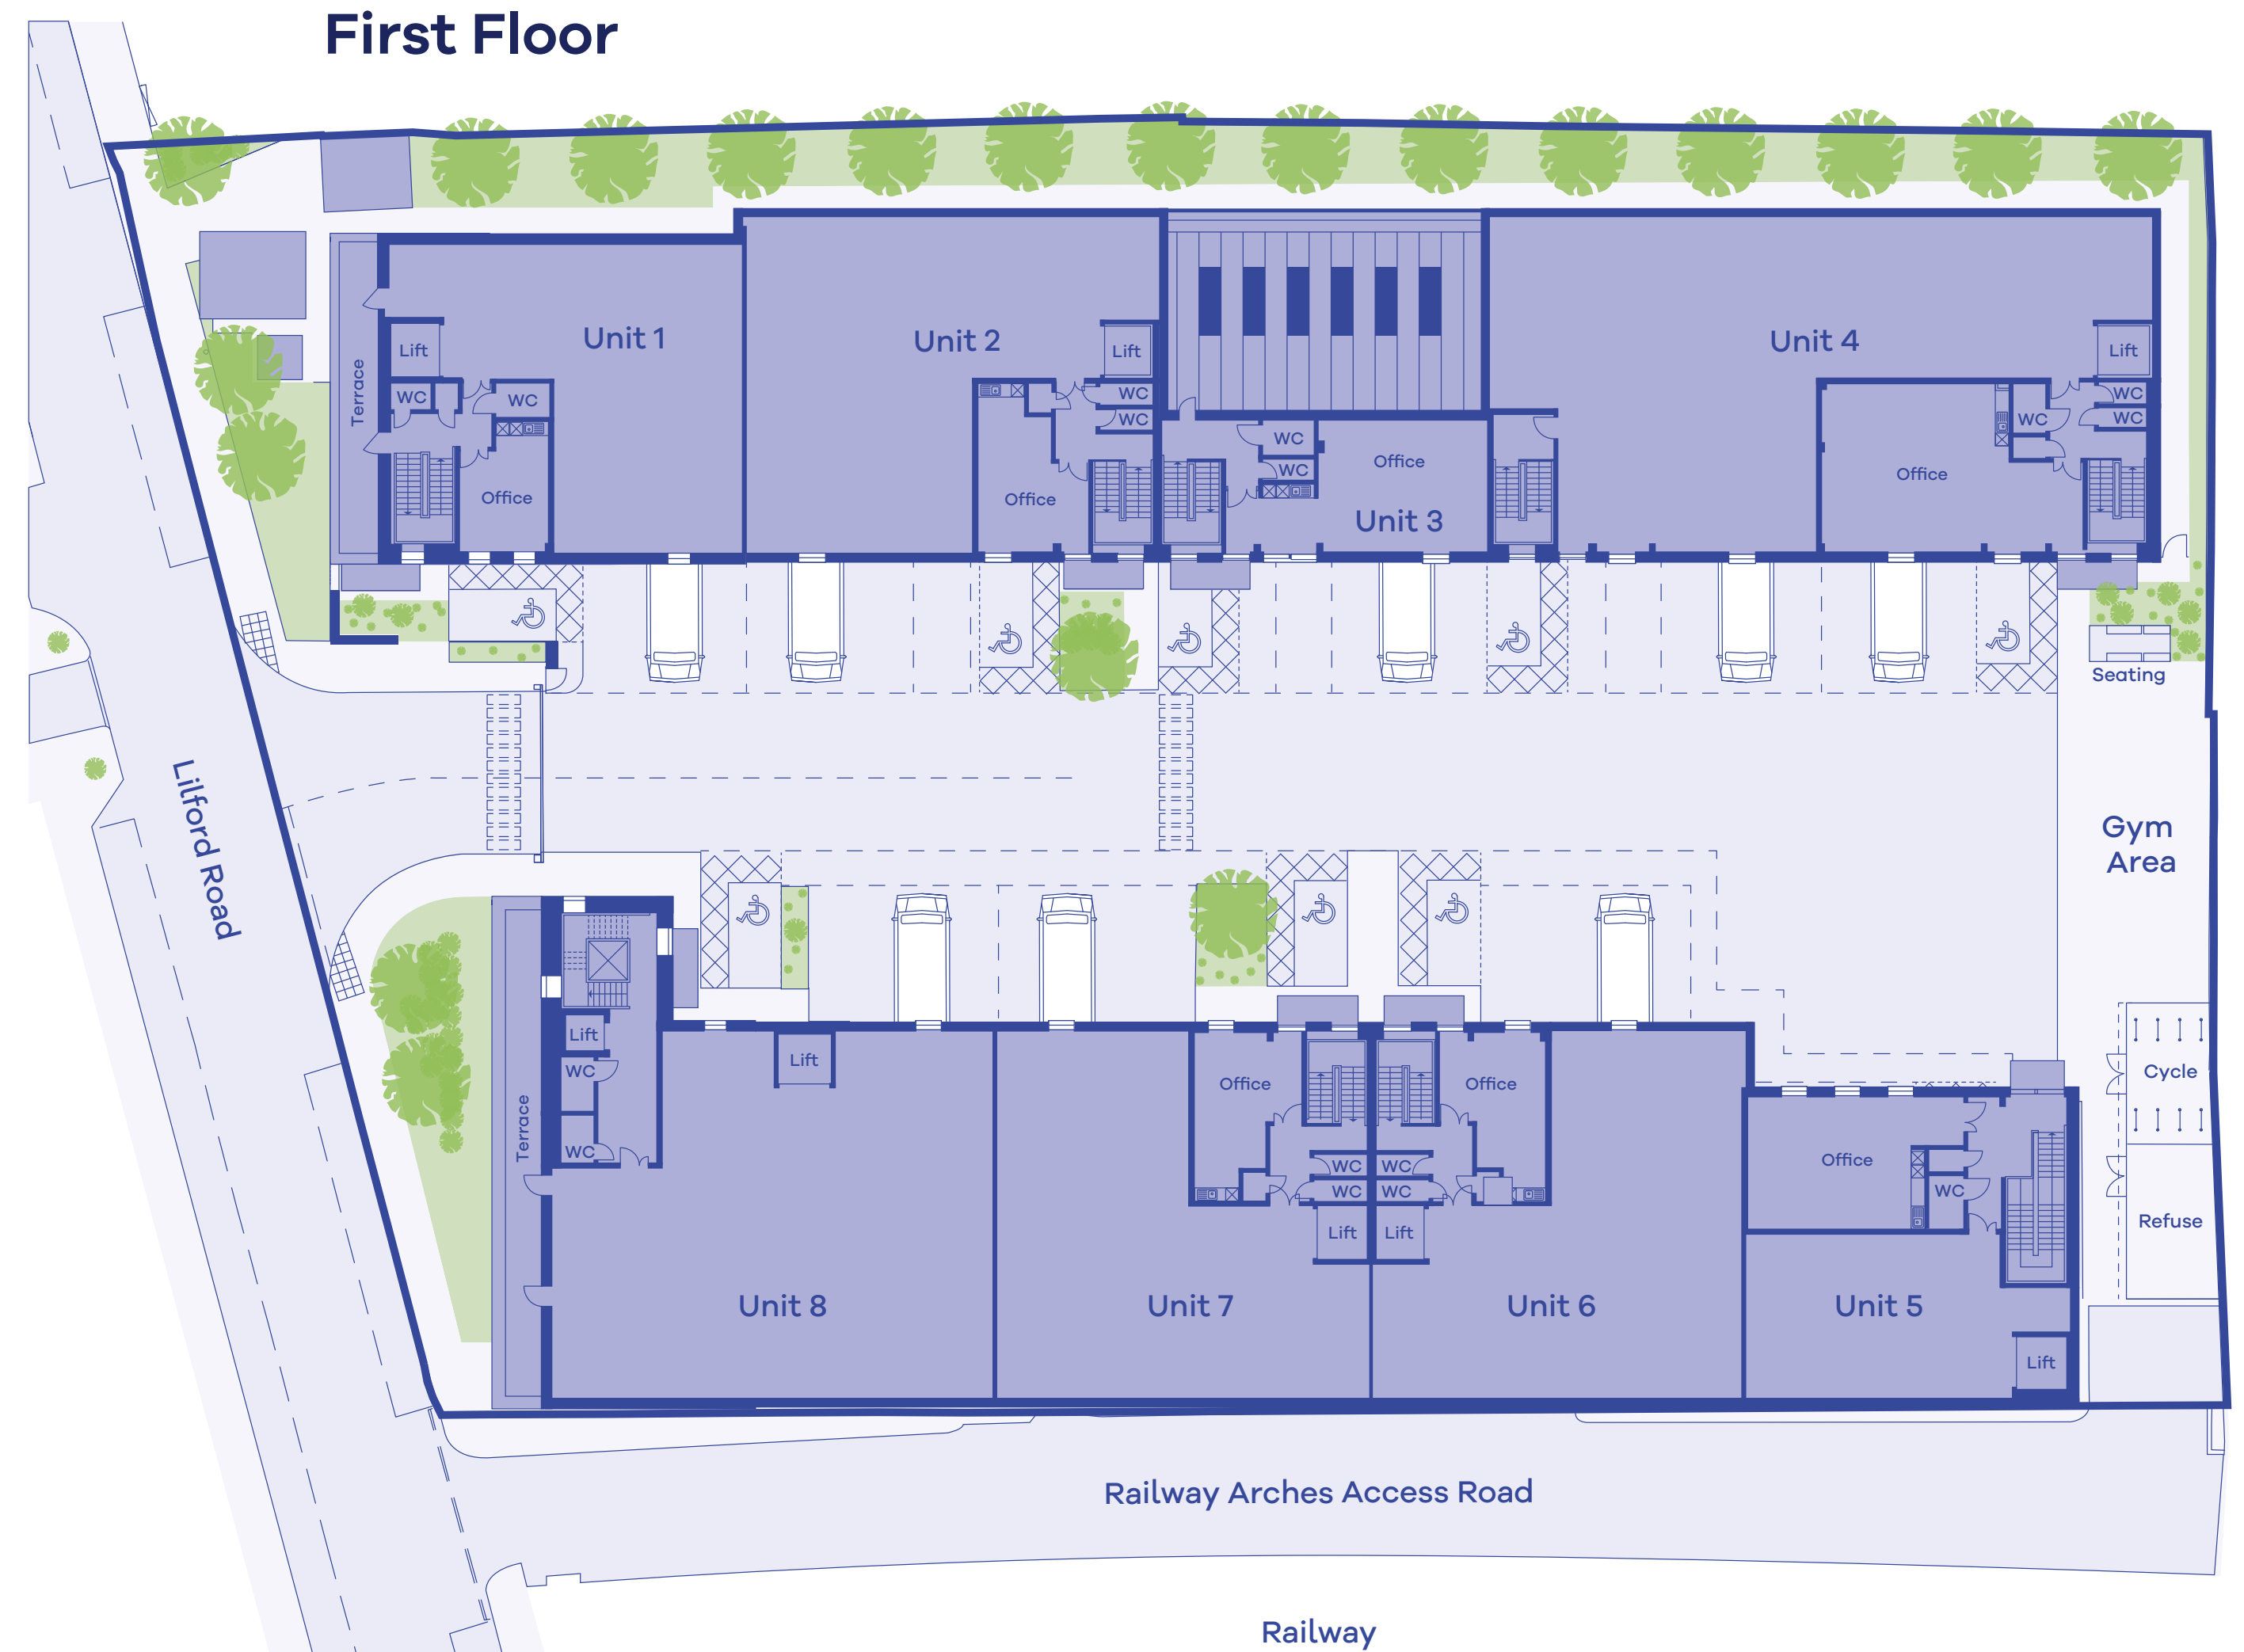 First Floor
Unit 1
Lift
WC
WC
Terrace
Office
Unit 2
Lift
WC
WC
Office
WC
WC
Office
Unit 3
Unit 4
Lift
WC
WC
WC
Office
Seating
Lilford Road
Gym
Area
Lift
WC
WC
Terrace
Lift
Unit 8
Office
WC
WC
Lift
Unit 7
Office
WC
WC
Lift
Unit 6
Office
WC
Unit 5
Lift
Cycle
Refuse
Railway Arches Access Road
Railway